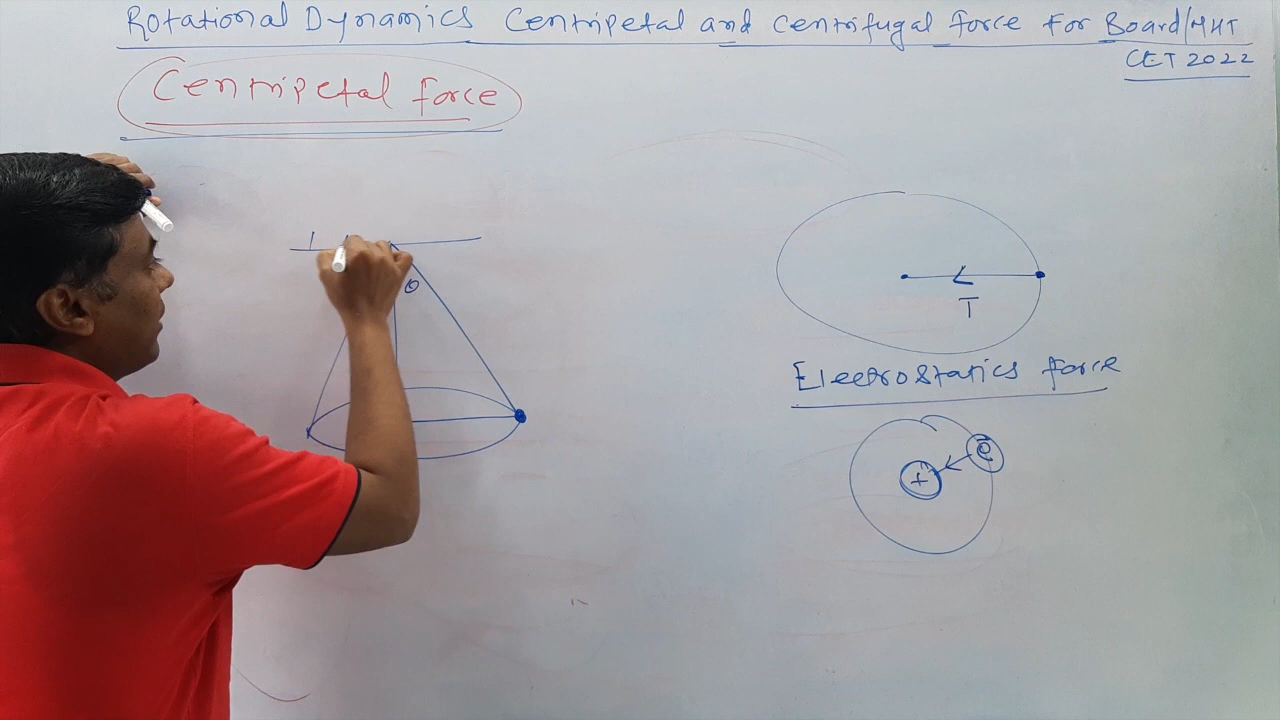 Rotational Dynamics Centripetal and Centrifugal force for Board/MHT
CET 2022
Centripetal force
θ
T
Electrostatics force
+
e